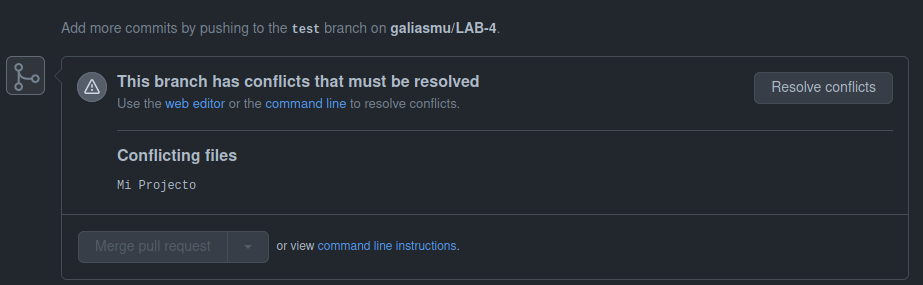 Add more commits by pushing to the test branch on galiasmu/LAB-4.
This branch has conflicts that must be resolved
Use the web editor or the command line to resolve conflicts.
Resolve conflicts
Conflicting files
Mi Projecto
Merge pull request
or view command line instructions.